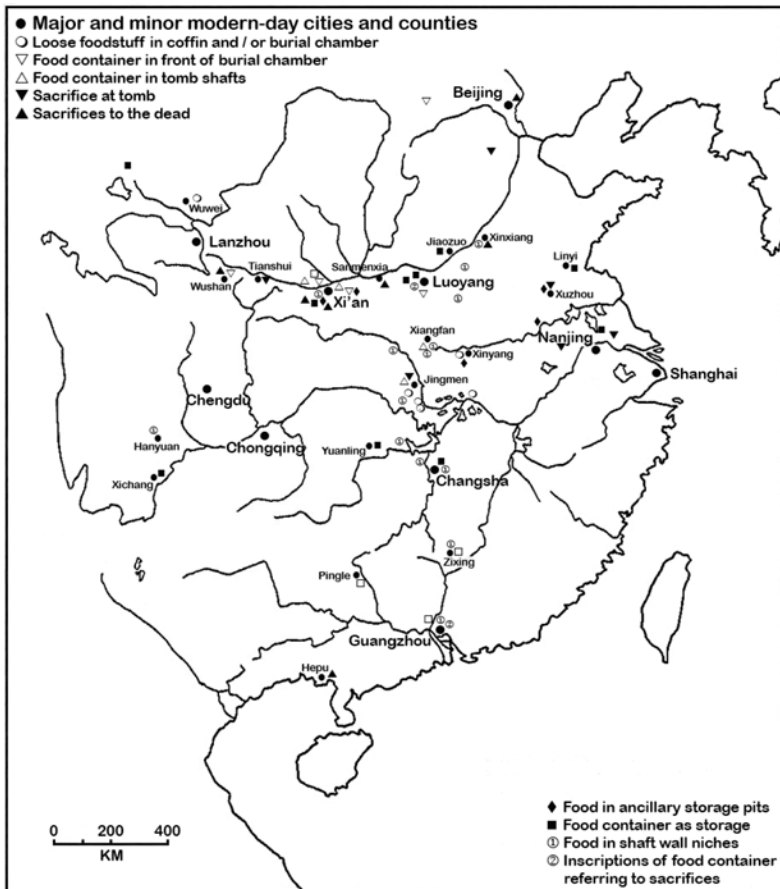 Major and minor modern-day cities and counties
Loose foodstuff in coffin and / or burial chamber
Food container in front of burial chamber
Food container in tomb shafts
Sacrifice at tomb
Sacrifices to the dead
Beijing
Wuwei
Lanzhou
Xinxiang
Jiaozuo
Linyi
Tianshui
Sanmenxia
Wushan
Luoyang
Xuzhou
Xi'an
Xiangfan
Nanjing
Xinyang
Shanghai
Jingmen
Chengdu
Hanyuan
Chongqing
Yuanling
Xichang
Changsha
Zixing
Pingle
Guangzhou
Hepu
0 200 400
KM
Food in ancillary storage pits
Food container as storage
① Food in shaft wall niches
② Inscriptions of food container
referring to sacrifices